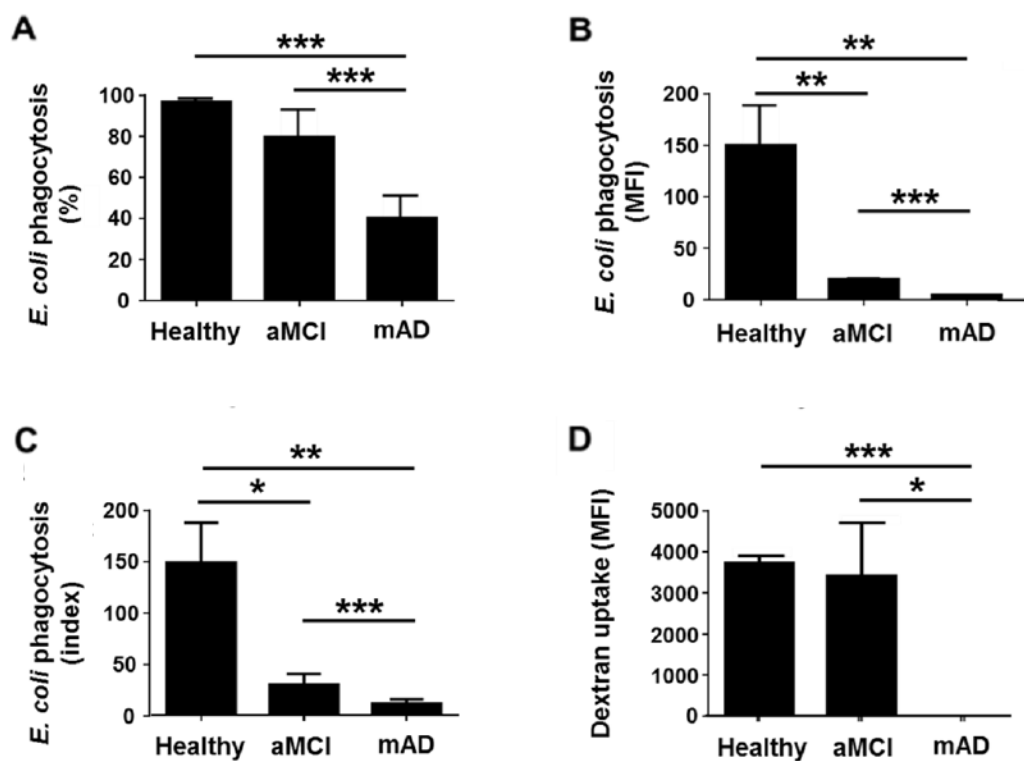 A
***
***
E. coli phagocytosis
(%)
100
80
60
40
20
0
Healthy aMCI mAD
B
**
**
***
E. coli phagocytosis
(MFI)
200
150
100
50
0
Healthy aMCI mAD
C
**
*
***
E. coli phagocytosis
(index)
200
150
100
50
0
Healthy aMCI mAD
D
***
*
Dextran uptake (MFI)
5000
4000
3000
2000
1000
0
Healthy aMCI mAD